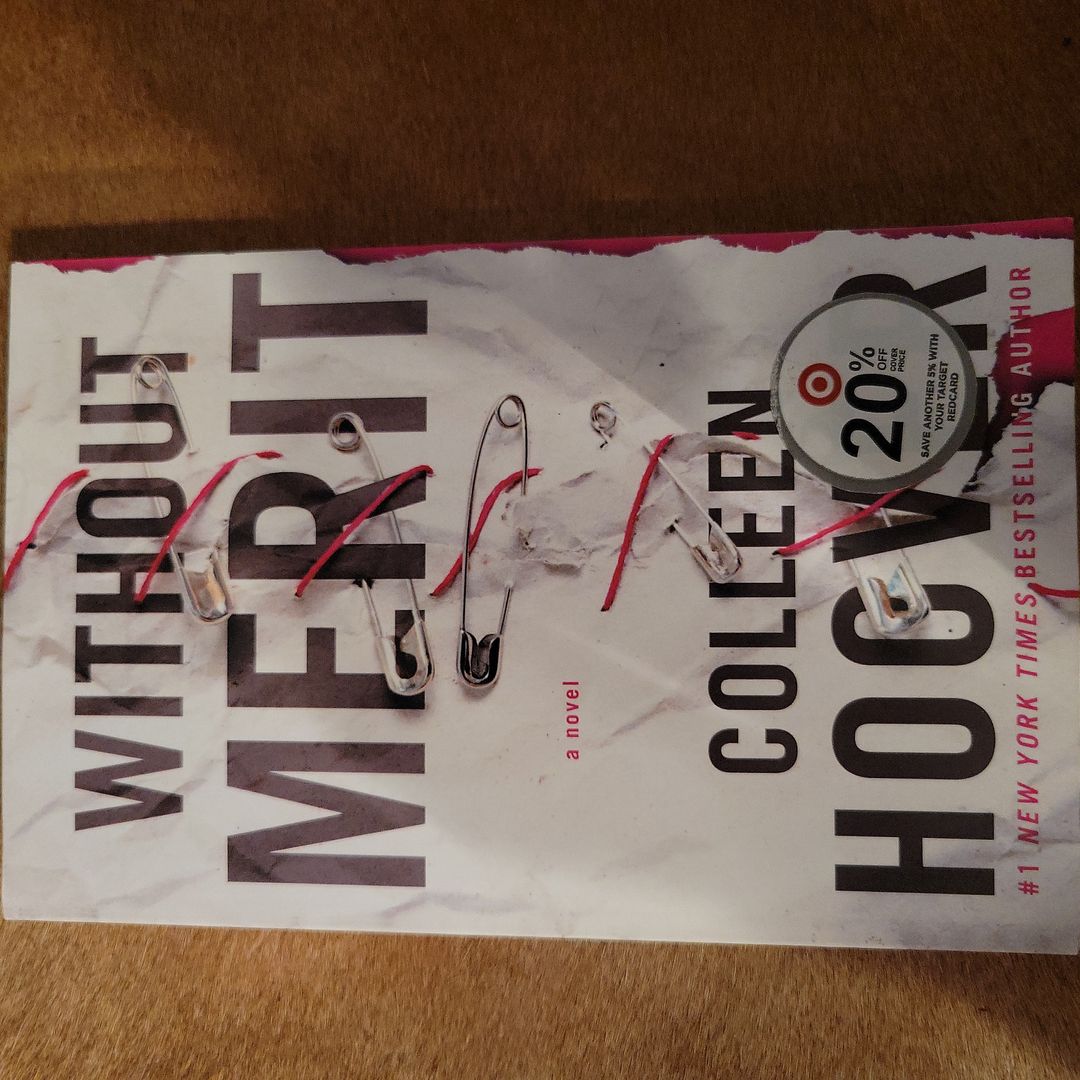 WITHOUT
MERIT
a novel
COLLEEN
HOOVER
20% OFF COVER PRICE
SAVE ANOTHER 5% WITH
YOUR TARGET
REDCARD
#1 NEW YORK TIMES BESTSELLING AUTHOR